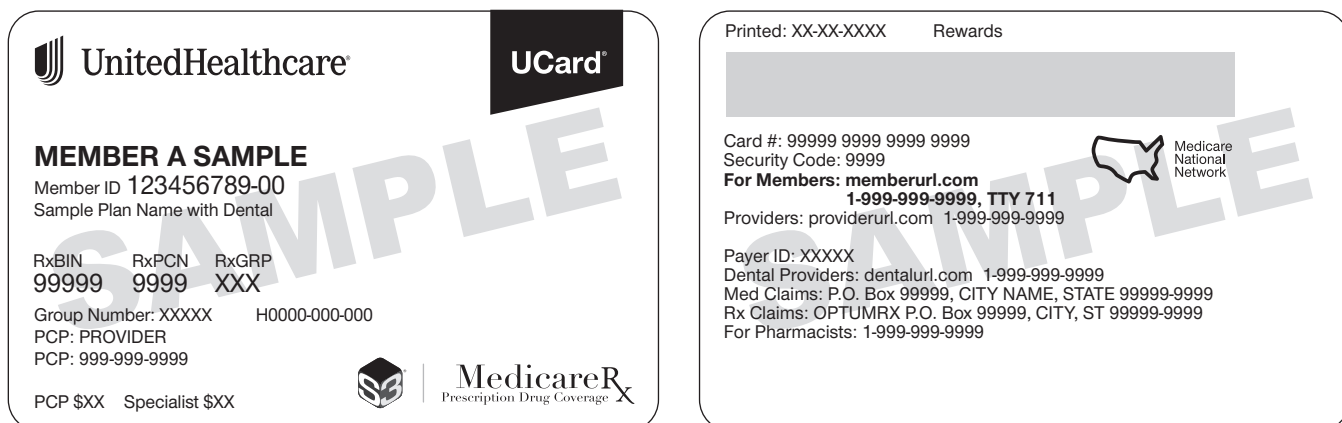 UnitedHealthcare®
UCard®
SAMPLE
MEMBER A SAMPLE
Member ID 123456789-00
Sample Plan Name with Dental
RxBIN RxPCN RxGRP
99999 9999 XXX
Group Number: XXXXX H0000-000-000
PCP: PROVIDER
PCP: 999-999-9999
PCP $XX Specialist $XX
S3®
MedicareRx
Prescription Drug Coverage
Printed: XX-XX-XXXX Rewards
SAMPLE
Card #: 99999 9999 9999 9999
Security Code: 9999
For Members: memberurl.com
1-999-999-9999, TTY 711
Providers: providerurl.com 1-999-999-9999
Medicare
National
Network
Payer ID: XXXXX
Dental Providers: dentalurl.com 1-999-999-9999
Med Claims: P.O. Box 99999, CITY NAME, STATE 99999-9999
Rx Claims: OPTUMRX P.O. Box 99999, CITY, ST 99999-9999
For Pharmacists: 1-999-999-9999